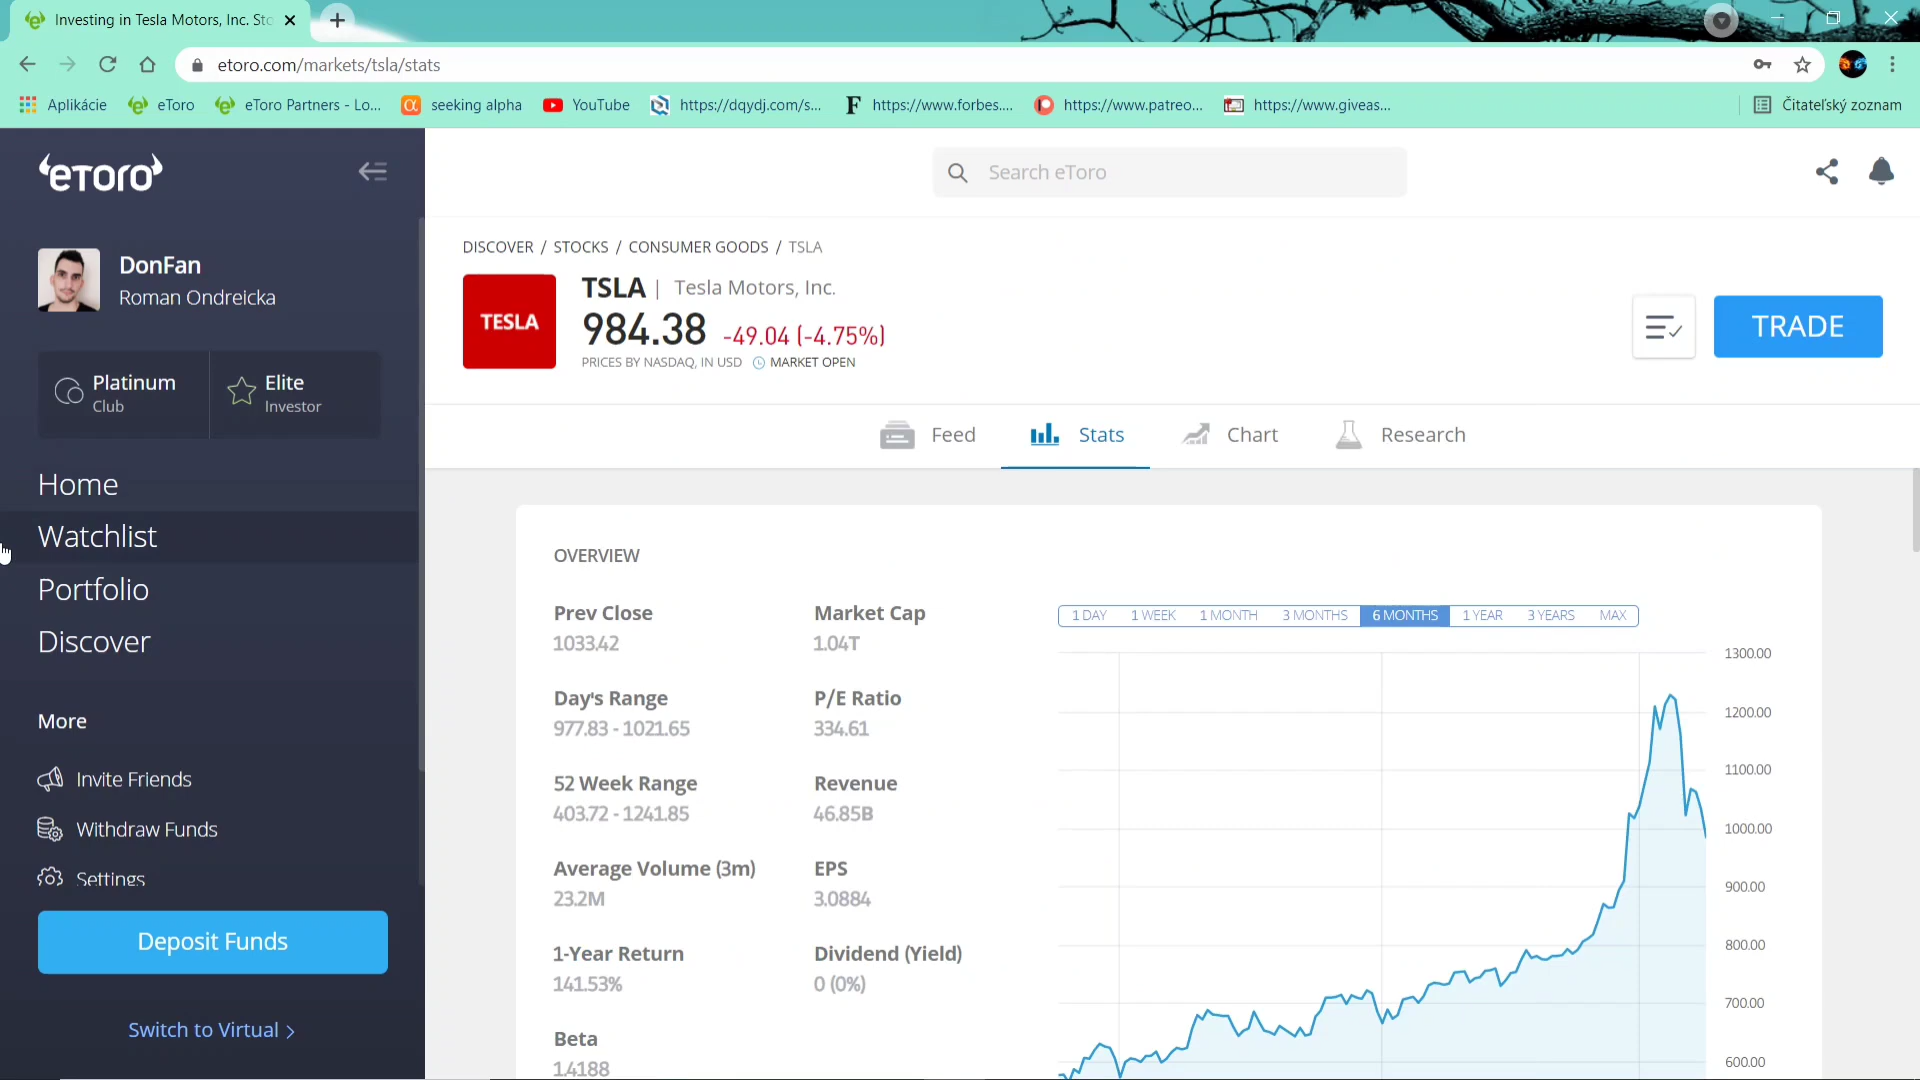 Investing in Tesla Motors, Inc. Sto
etoro.com/markets/tsla/stats
Aplikácie
eToro
eToro Partners - Lo...
seeking alpha
YouTube
https://dqydj.com/s...
https://www.forbes....
https://www.patreo...
https://www.giveas...
Čitateľský zoznam
eToro
Search eToro
DonFan
Roman Ondreicka
Platinum
Club
Elite
Investor
Home
Watchlist
Portfolio
Discover
More
Invite Friends
Withdraw Funds
Settings
Deposit Funds
Switch to Virtual >
DISCOVER / STOCKS / CONSUMER GOODS / TSLA
TESLA
TSLA | Tesla Motors, Inc.
984.38 -49.04 (-4.75%)
PRICES BY NASDAQ, IN USD MARKET OPEN
TRADE
Feed
Stats
Chart
Research
OVERVIEW
Prev Close
1033.42
Market Cap
1.04T
Day's Range
977.83 - 1021.65
P/E Ratio
334.61
52 Week Range
403.72 - 1241.85
Revenue
46.85B
Average Volume (3m)
23.2M
EPS
3.0884
1-Year Return
141.53%
Dividend (Yield)
0 (0%)
Beta
1.4188
1 DAY 1 WEEK 1 MONTH 3 MONTHS 6 MONTHS 1 YEAR 3 YEARS MAX
1300.00
1200.00
1100.00
1000.00
900.00
800.00
700.00
600.00